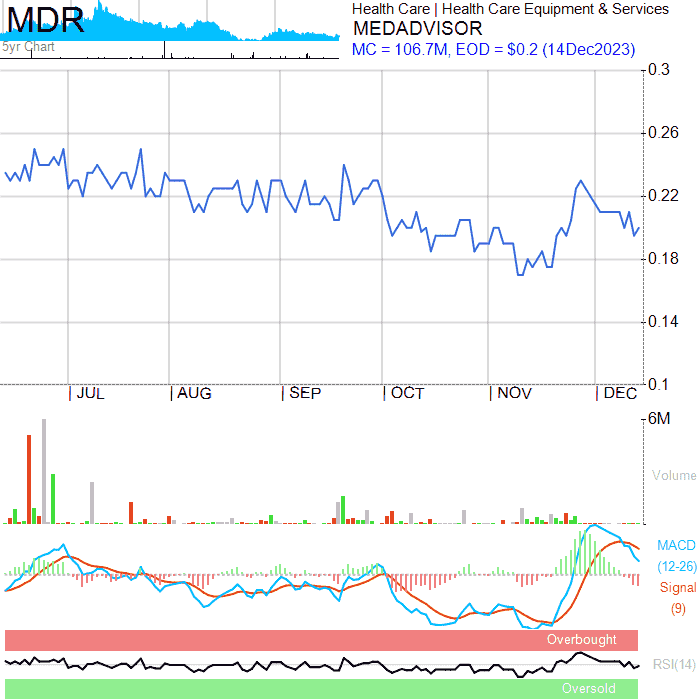 MDR
5yr Chart
Health Care | Health Care Equipment & Services
MEDADVISOR
MC = 106.7M, EOD = $0.2 (14Dec2023)
0.3
0.26
0.22
0.18
0.14
0.1
JUL AUG SEP OCT NOV DEC
6M
Volume
MACD
(12-26)
Signal
(9)
Overbought
RSI(14)
Oversold